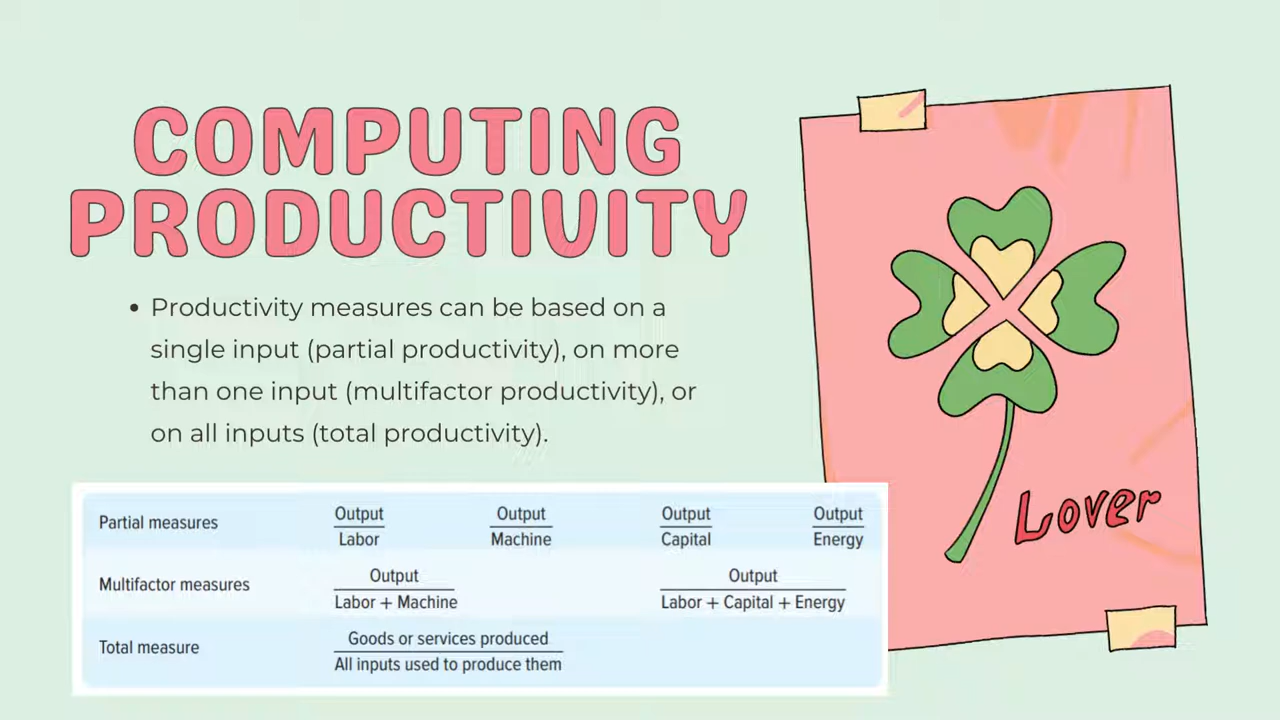 COMPUTING
PRODUCTIVITY
• Productivity measures can be based on a
single input (partial productivity), on more
than one input (multifactor productivity), or
on all inputs (total productivity).
Partial measures Output/Labor Output/Machine Output/Capital Output/Energy
Multifactor measures Output/Labor + Machine Output/Labor + Capital + Energy
Total measure Goods or services produced/All inputs used to produce them
Lover